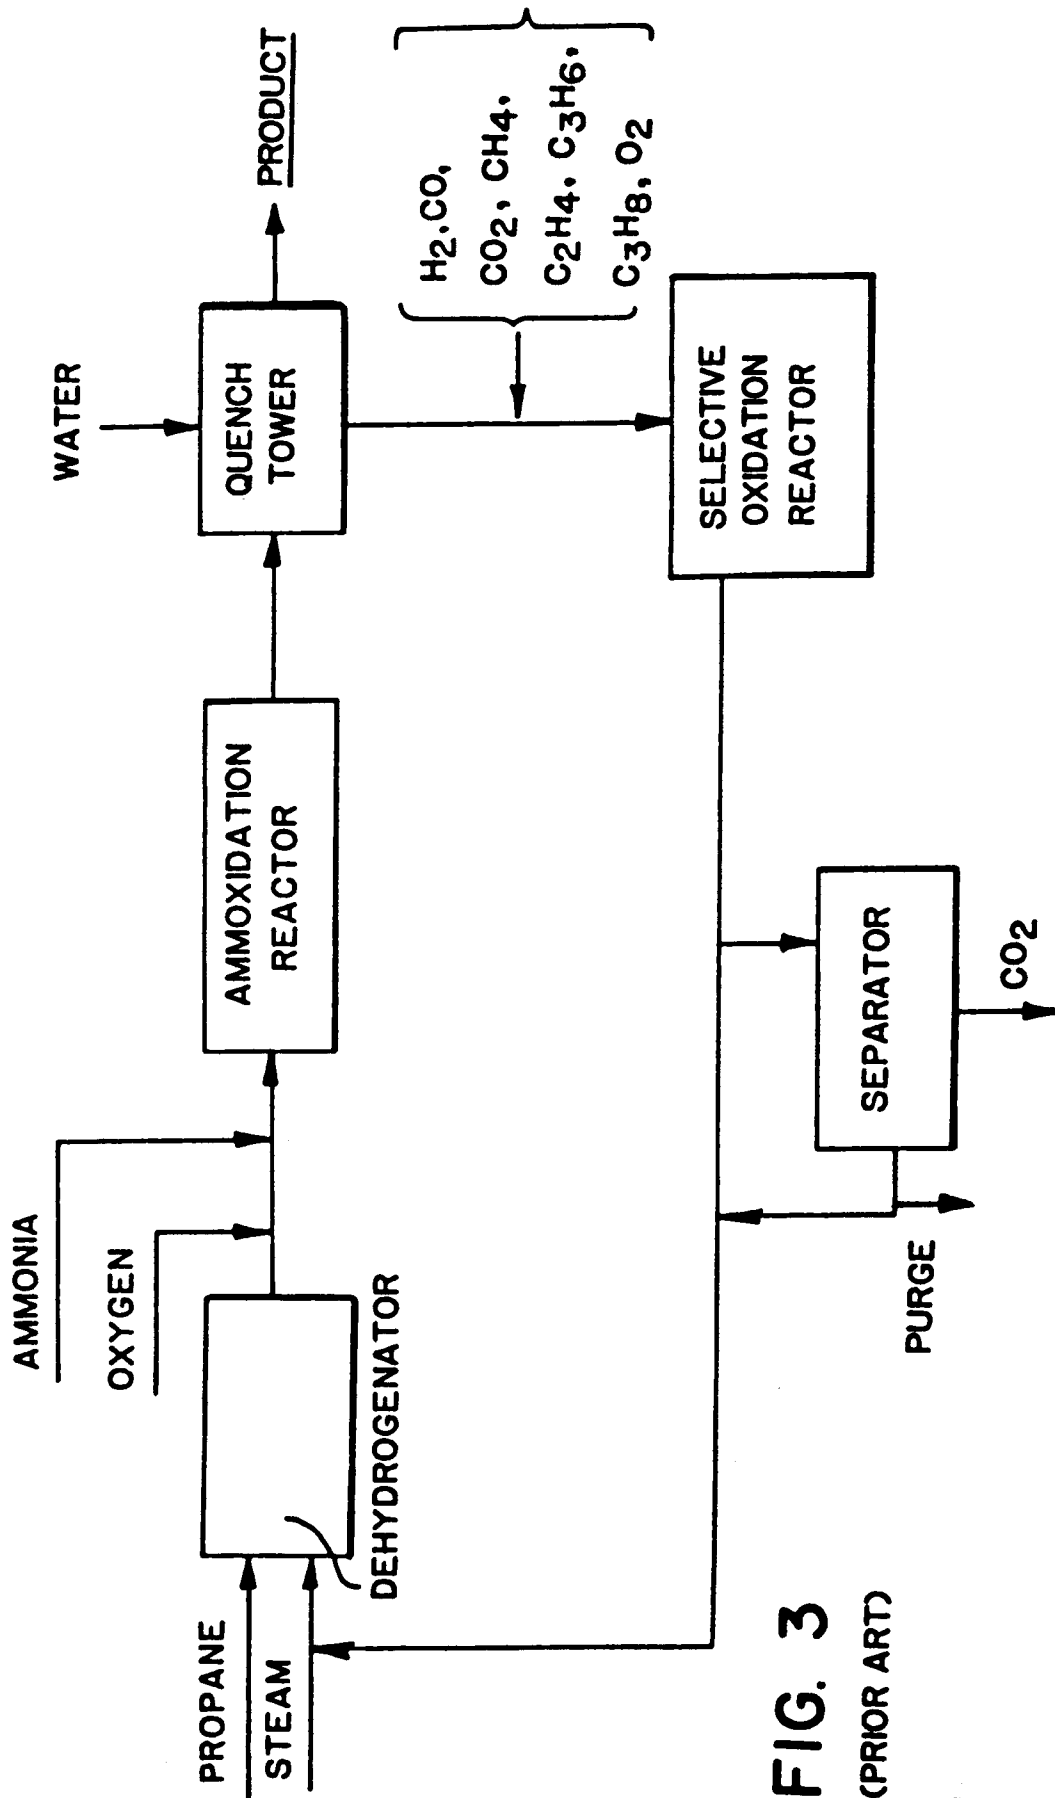 AMMONIA
OXYGEN
PROPANE
STEAM
DEHYDROGENATOR
AMMOXIDATION
REACTOR
WATER
QUENCH
TOWER
PRODUCT
H2,CO,
CO2, CH4,
C2H4, C3H6,
C3H8, O2
SELECTIVE
OXIDATION
REACTOR
SEPARATOR
CO2
PURGE
FIG. 3
(PRIOR ART)